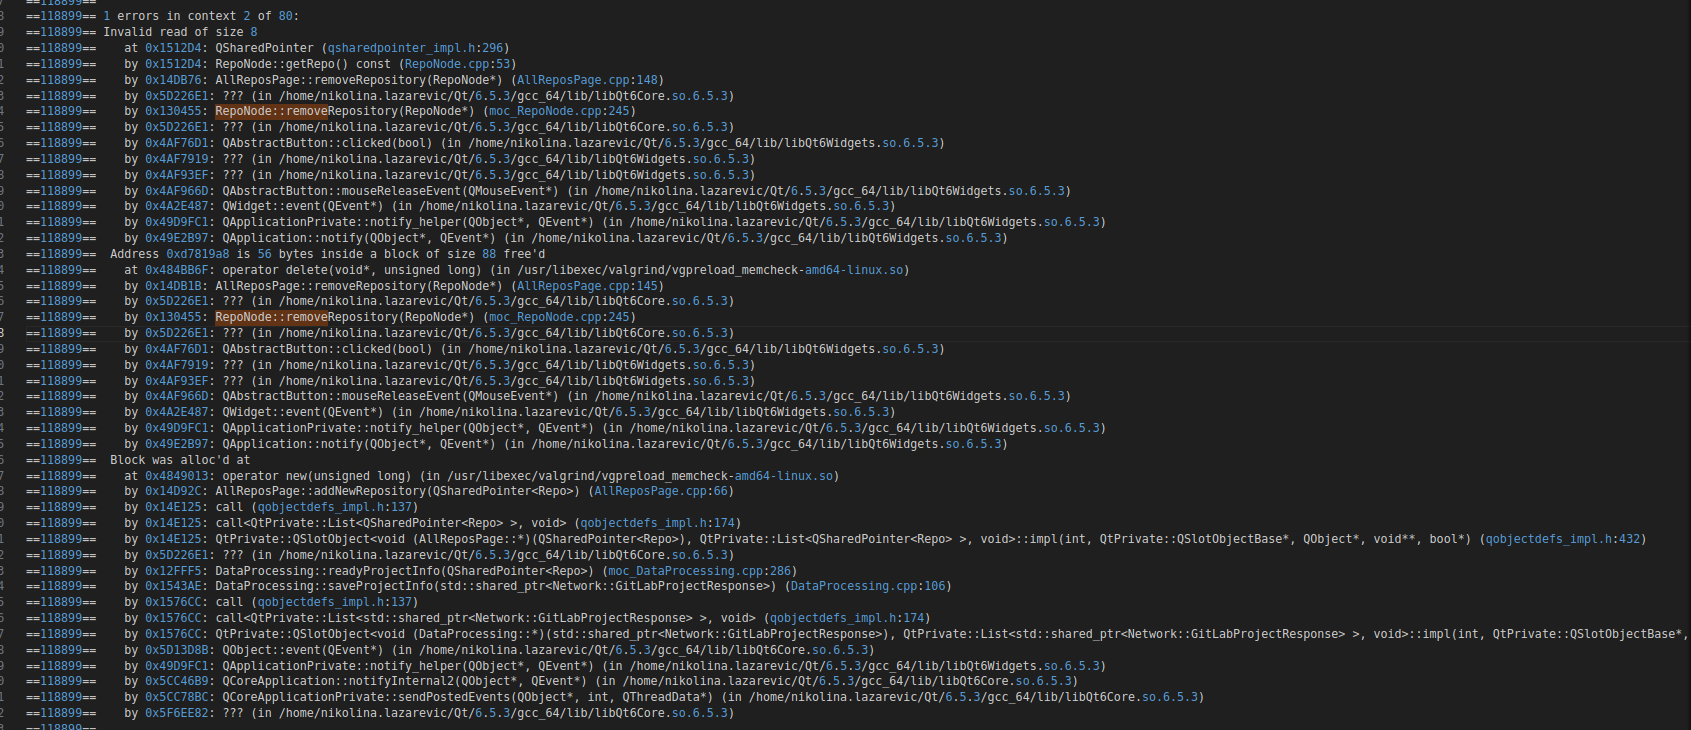 ==118899==
==118899== 1 errors in context 2 of 80:
==118899== Invalid read of size 8
==118899==    at 0x1512D4: QSharedPointer (qsharedpointer_impl.h:296)
==118899==    by 0x1512D4: RepoNode::getRepo() const (RepoNode.cpp:53)
==118899==    by 0x14DB76: AllReposPage::removeRepository(RepoNode*) (AllReposPage.cpp:148)
==118899==    by 0x5D226E1: ??? (in /home/nikolina.lazarevic/Qt/6.5.3/gcc_64/lib/libQt6Core.so.6.5.3)
==118899==    by 0x130455: RepoNode::removeRepository(RepoNode*) (moc_RepoNode.cpp:245)
==118899==    by 0x5D226E1: ??? (in /home/nikolina.lazarevic/Qt/6.5.3/gcc_64/lib/libQt6Core.so.6.5.3)
==118899==    by 0x4AF76D1: QAbstractButton::clicked(bool) (in /home/nikolina.lazarevic/Qt/6.5.3/gcc_64/lib/libQt6Widgets.so.6.5.3)
==118899==    by 0x4AF7919: ??? (in /home/nikolina.lazarevic/Qt/6.5.3/gcc_64/lib/libQt6Widgets.so.6.5.3)
==118899==    by 0x4AF93EF: ??? (in /home/nikolina.lazarevic/Qt/6.5.3/gcc_64/lib/libQt6Widgets.so.6.5.3)
==118899==    by 0x4AF966D: QAbstractButton::mouseReleaseEvent(QMouseEvent*) (in /home/nikolina.lazarevic/Qt/6.5.3/gcc_64/lib/libQt6Widgets.so.6.5.3)
==118899==    by 0x4A2E487: QWidget::event(QEvent*) (in /home/nikolina.lazarevic/Qt/6.5.3/gcc_64/lib/libQt6Widgets.so.6.5.3)
==118899==    by 0x49D9FC1: QApplicationPrivate::notify_helper(QObject*, QEvent*) (in /home/nikolina.lazarevic/Qt/6.5.3/gcc_64/lib/libQt6Widgets.so.6.5.3)
==118899==    by 0x49E2B97: QApplication::notify(QObject*, QEvent*) (in /home/nikolina.lazarevic/Qt/6.5.3/gcc_64/lib/libQt6Widgets.so.6.5.3)
==118899==  Address 0xd7819a8 is 56 bytes inside a block of size 88 free'd
==118899==    at 0x484BB6F: operator delete(void*, unsigned long) (in /usr/libexec/valgrind/vgpreload_memcheck-amd64-linux.so)
==118899==    by 0x14DB1B: AllReposPage::removeRepository(RepoNode*) (AllReposPage.cpp:145)
==118899==    by 0x5D226E1: ??? (in /home/nikolina.lazarevic/Qt/6.5.3/gcc_64/lib/libQt6Core.so.6.5.3)
==118899==    by 0x130455: RepoNode::removeRepository(RepoNode*) (moc_RepoNode.cpp:245)
==118899==    by 0x5D226E1: ??? (in /home/nikolina.lazarevic/Qt/6.5.3/gcc_64/lib/libQt6Core.so.6.5.3)
==118899==    by 0x4AF76D1: QAbstractButton::clicked(bool) (in /home/nikolina.lazarevic/Qt/6.5.3/gcc_64/lib/libQt6Widgets.so.6.5.3)
==118899==    by 0x4AF7919: ??? (in /home/nikolina.lazarevic/Qt/6.5.3/gcc_64/lib/libQt6Widgets.so.6.5.3)
==118899==    by 0x4AF93EF: ??? (in /home/nikolina.lazarevic/Qt/6.5.3/gcc_64/lib/libQt6Widgets.so.6.5.3)
==118899==    by 0x4AF966D: QAbstractButton::mouseReleaseEvent(QMouseEvent*) (in /home/nikolina.lazarevic/Qt/6.5.3/gcc_64/lib/libQt6Widgets.so.6.5.3)
==118899==    by 0x4A2E487: QWidget::event(QEvent*) (in /home/nikolina.lazarevic/Qt/6.5.3/gcc_64/lib/libQt6Widgets.so.6.5.3)
==118899==    by 0x49D9FC1: QApplicationPrivate::notify_helper(QObject*, QEvent*) (in /home/nikolina.lazarevic/Qt/6.5.3/gcc_64/lib/libQt6Widgets.so.6.5.3)
==118899==    by 0x49E2B97: QApplication::notify(QObject*, QEvent*) (in /home/nikolina.lazarevic/Qt/6.5.3/gcc_64/lib/libQt6Widgets.so.6.5.3)
==118899==  Block was alloc'd at
==118899==    at 0x4849013: operator new(unsigned long) (in /usr/libexec/valgrind/vgpreload_memcheck-amd64-linux.so)
==118899==    by 0x14D92C: AllReposPage::addNewRepository(QSharedPointer<Repo>) (AllReposPage.cpp:66)
==118899==    by 0x14E125: call (qobjectdefs_impl.h:137)
==118899==    by 0x14E125: call<QtPrivate::List<QSharedPointer<Repo> >, void> (qobjectdefs_impl.h:174)
==118899==    by 0x14E125: QtPrivate::QSlotObject<void (AllReposPage::*)(QSharedPointer<Repo>), QtPrivate::List<QSharedPointer<Repo> >, void>::impl(int, QtPrivate::QSlotObjectBase*, QObject*, void**, bool*) (qobjectdefs_impl.h:432)
==118899==    by 0x5D226E1: ??? (in /home/nikolina.lazarevic/Qt/6.5.3/gcc_64/lib/libQt6Core.so.6.5.3)
==118899==    by 0x12FFF5: DataProcessing::readyProjectInfo(QSharedPointer<Repo>) (moc_DataProcessing.cpp:286)
==118899==    by 0x1543AE: DataProcessing::saveProjectInfo(std::shared_ptr<Network::GitLabProjectResponse>) (DataProcessing.cpp:106)
==118899==    by 0x1576CC: call (qobjectdefs_impl.h:137)
==118899==    by 0x1576CC: call<QtPrivate::List<std::shared_ptr<Network::GitLabProjectResponse> >, void> (qobjectdefs_impl.h:174)
==118899==    by 0x1576CC: QtPrivate::QSlotObject<void (DataProcessing::*)(std::shared_ptr<Network::GitLabProjectResponse>), QtPrivate::List<std::shared_ptr<Network::GitLabProjectResponse> >, void>::impl(int, QtPrivate::QSlotObjectBase*,
==118899==    by 0x5D13D8B: QObject::event(QEvent*) (in /home/nikolina.lazarevic/Qt/6.5.3/gcc_64/lib/libQt6Core.so.6.5.3)
==118899==    by 0x49D9FC1: QApplicationPrivate::notify_helper(QObject*, QEvent*) (in /home/nikolina.lazarevic/Qt/6.5.3/gcc_64/lib/libQt6Widgets.so.6.5.3)
==118899==    by 0x5CC46B9: QCoreApplication::notifyInternal2(QObject*, QEvent*) (in /home/nikolina.lazarevic/Qt/6.5.3/gcc_64/lib/libQt6Core.so.6.5.3)
==118899==    by 0x5CC78BC: QCoreApplicationPrivate::sendPostedEvents(QObject*, int, QThreadData*) (in /home/nikolina.lazarevic/Qt/6.5.3/gcc_64/lib/libQt6Core.so.6.5.3)
==118899==    by 0x5F6EE82: ??? (in /home/nikolina.lazarevic/Qt/6.5.3/gcc_64/lib/libQt6Core.so.6.5.3)
==118899==